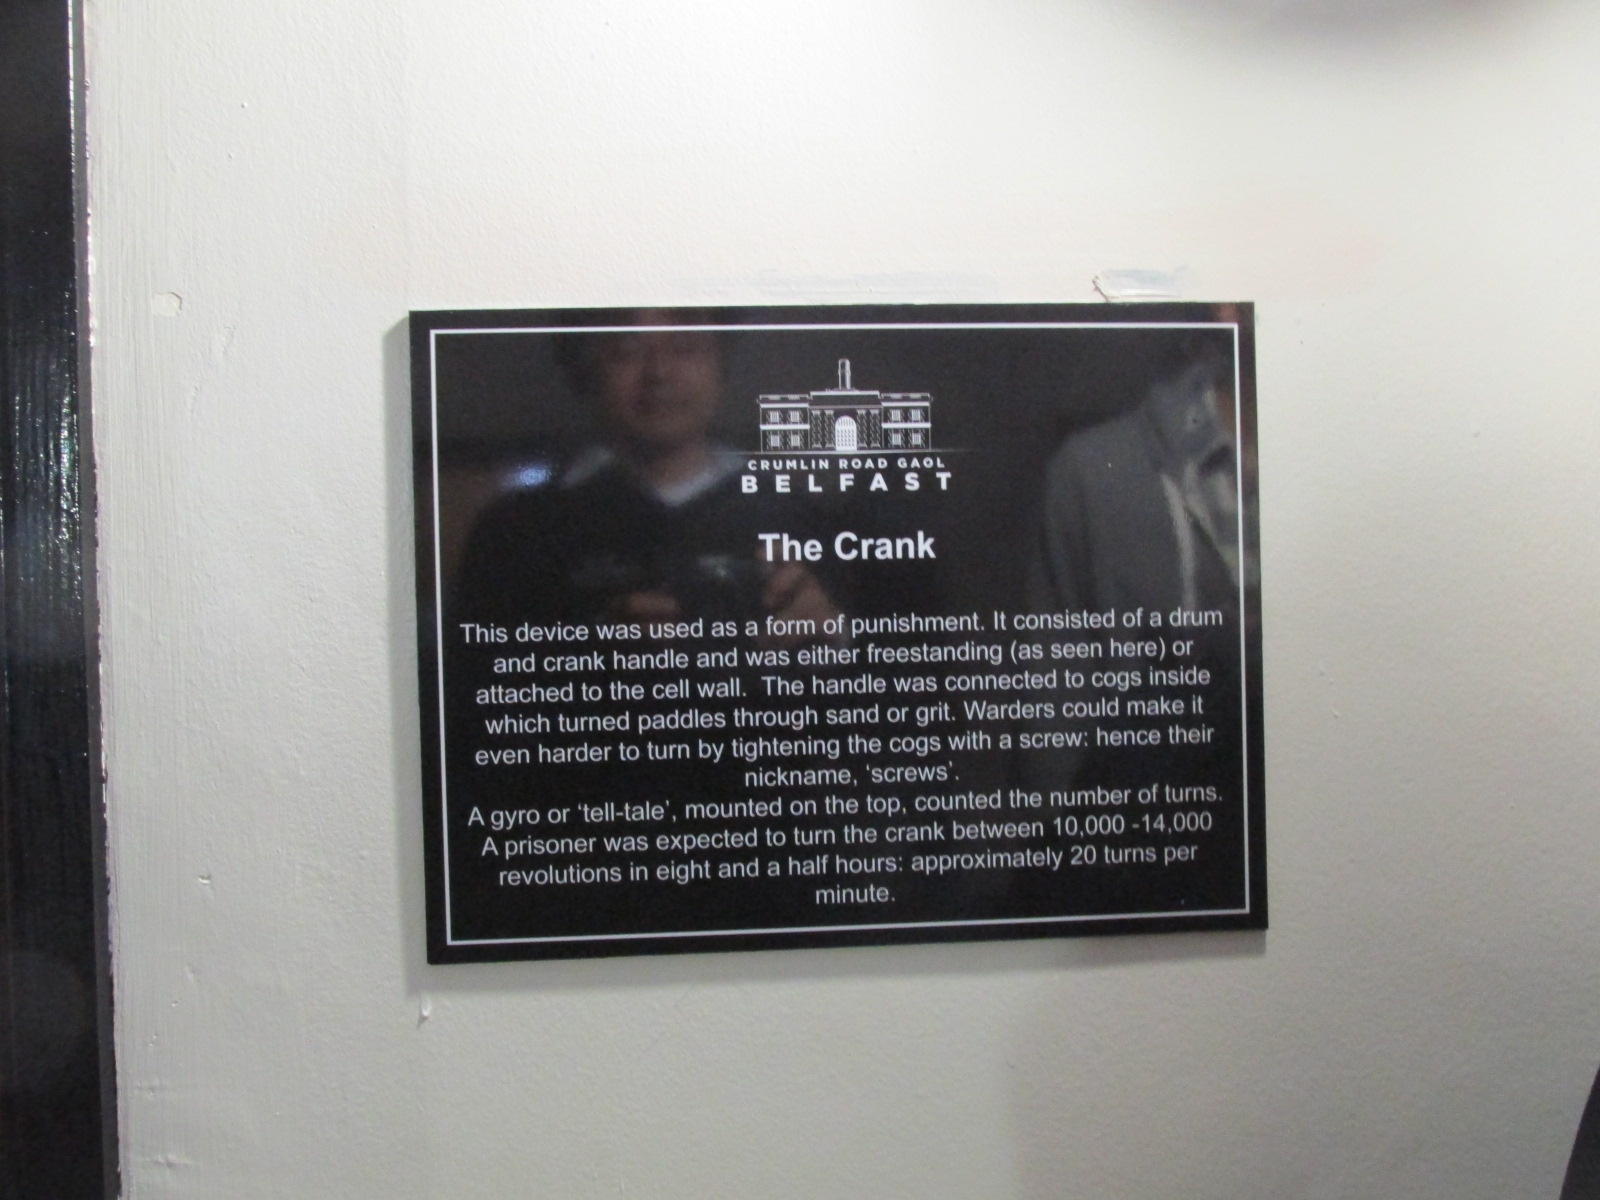 CRUMLIN ROAD GAOL
BELFAST
The Crank
This device was used as a form of punishment. It consisted of a drum
and crank handle and was either freestanding (as seen here) or
attached to the cell wall.  The handle was connected to cogs inside
which turned paddles through sand or grit. Warders could make it
even harder to turn by tightening the cogs with a screw: hence their
nickname, ‘screws’.
A gyro or ‘tell-tale’, mounted on the top, counted the number of turns.
A prisoner was expected to turn the crank between 10,000 -14,000
revolutions in eight and a half hours: approximately 20 turns per
minute.